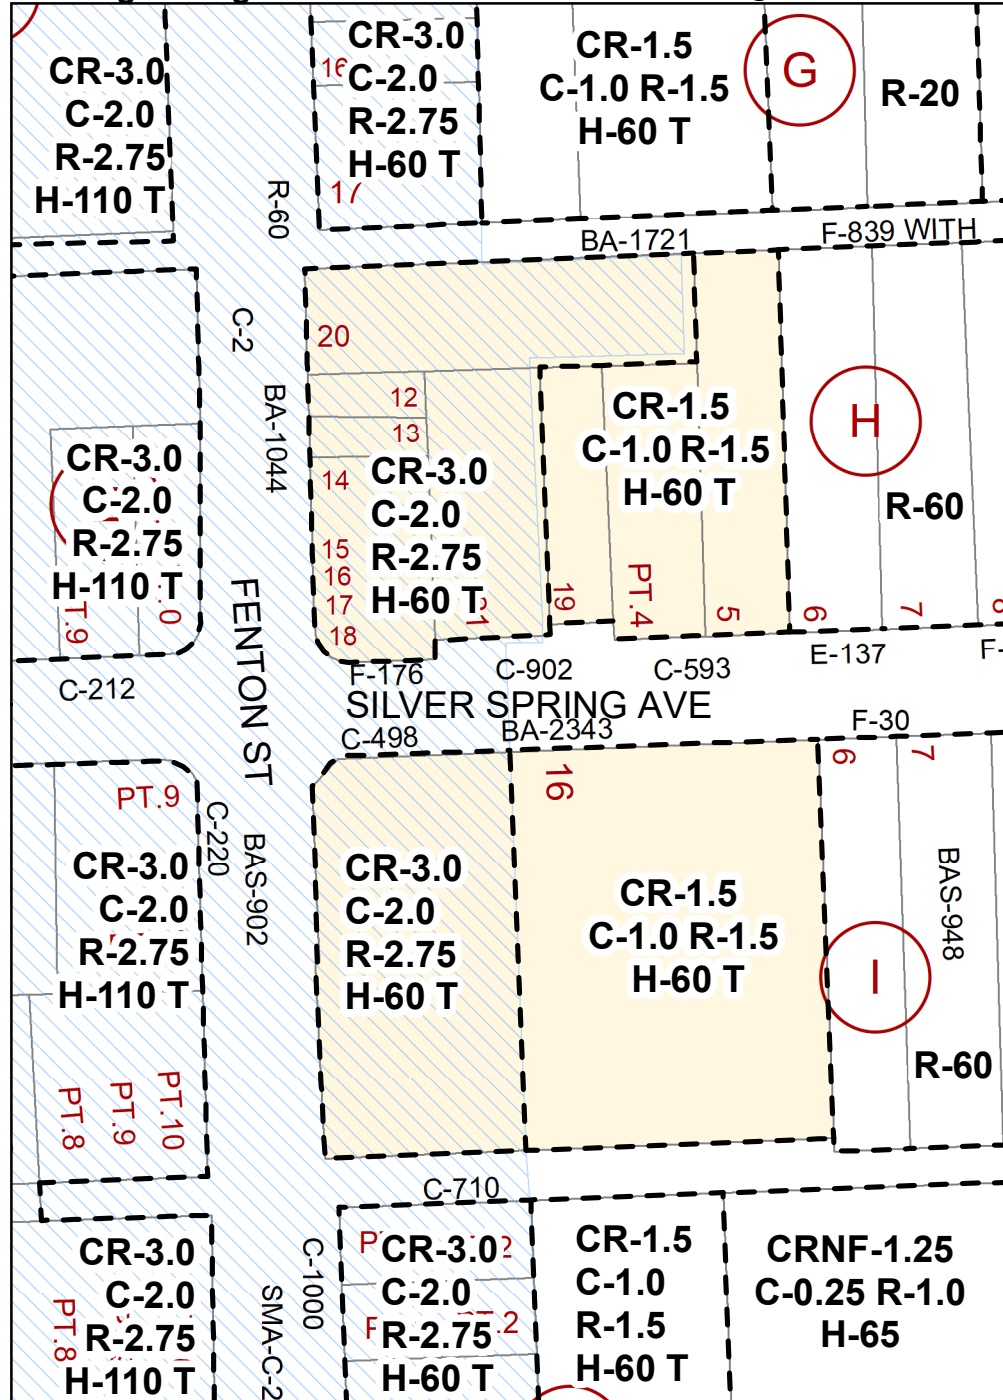 CR-3.0
C-2.0
R-2.75
H-110 T
16
CR-3.0
C-2.0
R-2.75
H-60 T
17
CR-1.5
C-1.0 R-1.5
H-60 T
G
R-20
R-60
BA-1721
F-839 WITH
C-2
BA-1044
20
12
13
14
15
16
17
18
CR-3.0
C-2.0
R-2.75
H-60 T
21
CR-1.5
C-1.0 R-1.5
H-60 T
19
PT.4
5
H
R-60
6
7
8
CR-3.0
C-2.0
R-2.75
H-110 T
T.9
0
C-212
FENTON ST
F-176
C-902
C-593
E-137
F-
SILVER SPRING AVE
C-498
BA-2343
F-30
PT.9
C-220
BAS-902
CR-3.0
C-2.0
R-2.75
H-110 T
PT.8
PT.9
PT.10
CR-3.0
C-2.0
R-2.75
H-60 T
16
CR-1.5
C-1.0 R-1.5
H-60 T
6
7
BAS-948
I
R-60
C-710
CR-3.0
C-2.0
R-2.75
H-110 T
PT.8
C-1000
SMA-C-2
CR-3.0
C-2.0
R-2.75
H-60 T
CR-1.5
C-1.0
R-1.5
H-60 T
CRNF-1.25
C-0.25 R-1.0
H-65